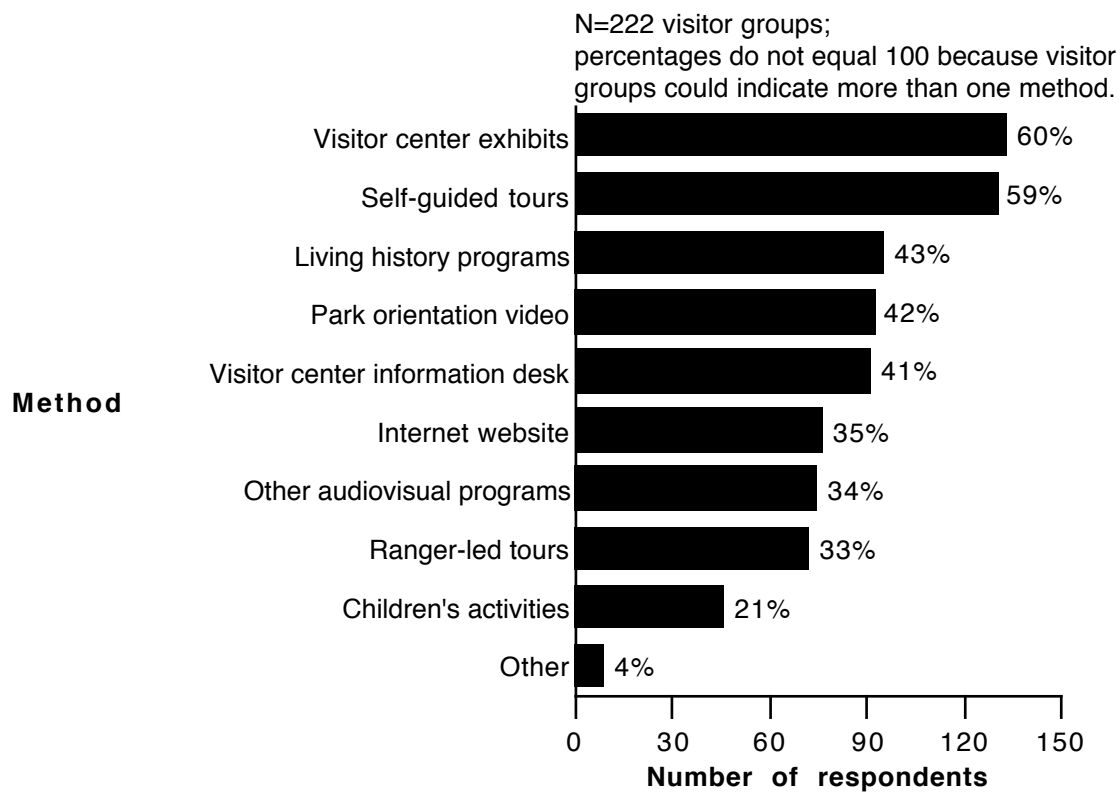 N=222 visitor groups;
percentages do not equal 100 because visitor
groups could indicate more than one method.
Visitor center exhibits 60%
Self-guided tours 59%
Living history programs 43%
Park orientation video 42%
Visitor center information desk 41%
Method
Internet website 35%
Other audiovisual programs 34%
Ranger-led tours 33%
Children's activities 21%
Other 4%
0 30 60 90 120 150
Number of respondents